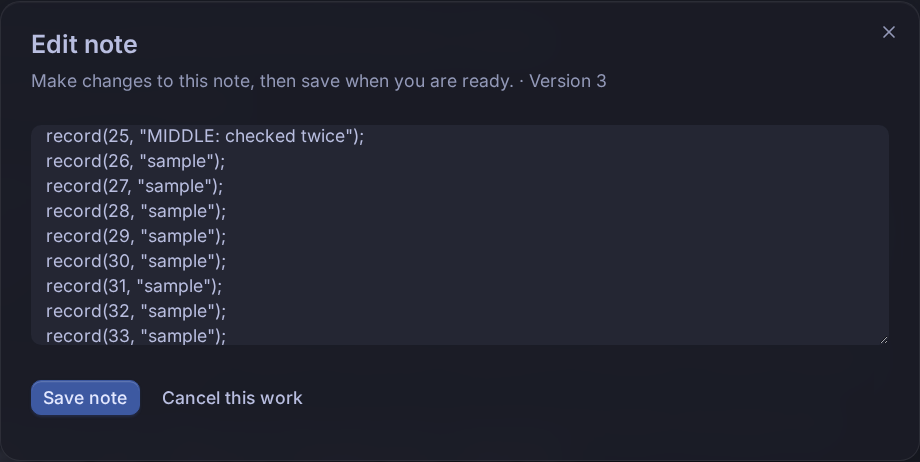 Edit note
Make changes to this note, then save when you are ready. · Version 3
record(25, "MIDDLE: checked twice");
record(26, "sample");
record(27, "sample");
record(28, "sample");
record(29, "sample");
record(30, "sample");
record(31, "sample");
record(32, "sample");
record(33, "sample");
Save note
Cancel this work